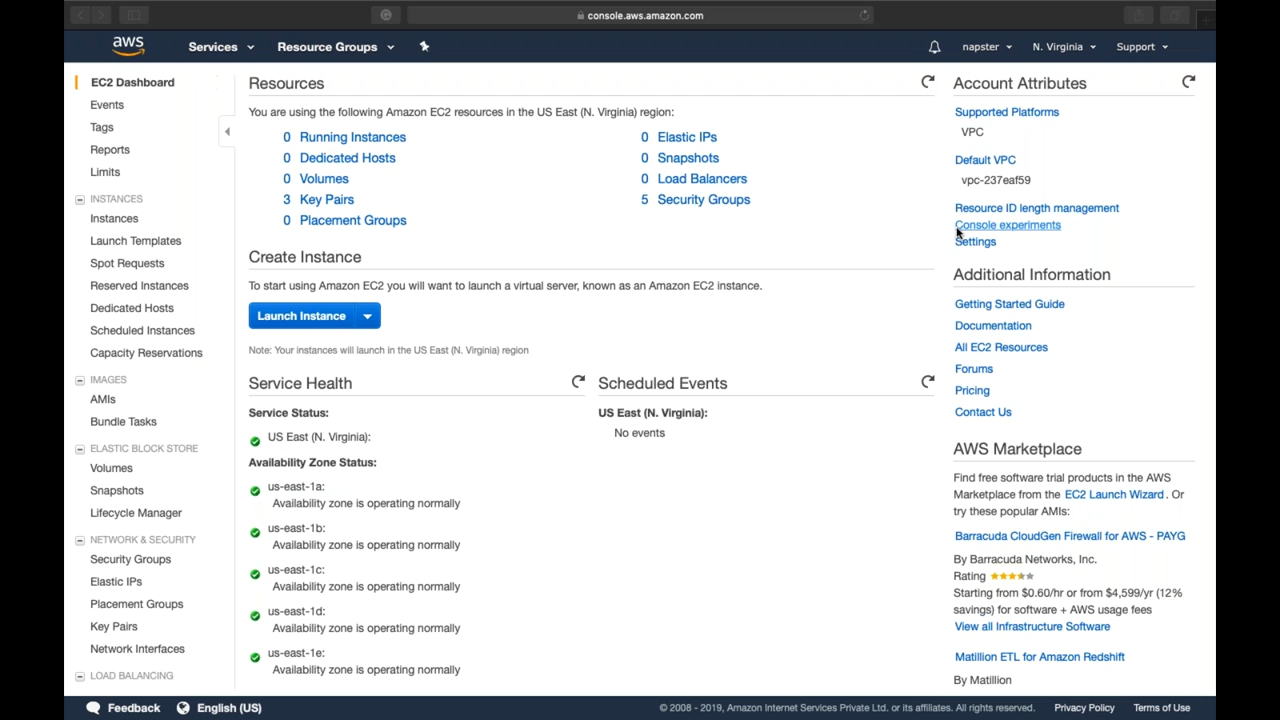 console.aws.amazon.com
aws
Services
Resource Groups
napster
N. Virginia
Support
EC2 Dashboard
Events
Tags
Reports
Limits
INSTANCES
Instances
Launch Templates
Spot Requests
Reserved Instances
Dedicated Hosts
Scheduled Instances
Capacity Reservations
IMAGES
AMIs
Bundle Tasks
ELASTIC BLOCK STORE
Volumes
Snapshots
Lifecycle Manager
NETWORK & SECURITY
Security Groups
Elastic IPs
Placement Groups
Key Pairs
Network Interfaces
LOAD BALANCING
Resources
You are using the following Amazon EC2 resources in the US East (N. Virginia) region:
0 Running Instances
0 Dedicated Hosts
0 Volumes
3 Key Pairs
0 Placement Groups
0 Elastic IPs
0 Snapshots
0 Load Balancers
5 Security Groups
Create Instance
To start using Amazon EC2 you will want to launch a virtual server, known as an Amazon EC2 instance.
Launch Instance
Note: Your instances will launch in the US East (N. Virginia) region
Service Health
Service Status:
US East (N. Virginia):
Availability Zone Status:
us-east-1a:
Availability zone is operating normally
us-east-1b:
Availability zone is operating normally
us-east-1c:
Availability zone is operating normally
us-east-1d:
Availability zone is operating normally
us-east-1e:
Availability zone is operating normally
Scheduled Events
US East (N. Virginia):
No events
Account Attributes
Supported Platforms
VPC
Default VPC
vpc-237eaf59
Resource ID length management
Console experiments
Settings
Additional Information
Getting Started Guide
Documentation
All EC2 Resources
Forums
Pricing
Contact Us
AWS Marketplace
Find free software trial products in the AWS
Marketplace from the EC2 Launch Wizard. Or
try these popular AMIs:
Barracuda CloudGen Firewall for AWS - PAYG
By Barracuda Networks, Inc.
Rating
Starting from $0.60/hr or from $4,599/yr (12%
savings) for software + AWS usage fees
View all Infrastructure Software
Matillion ETL for Amazon Redshift
By Matillion
Feedback
English (US)
© 2008 - 2019, Amazon Internet Services Private Ltd. or its affiliates. All rights reserved.
Privacy Policy
Terms of Use